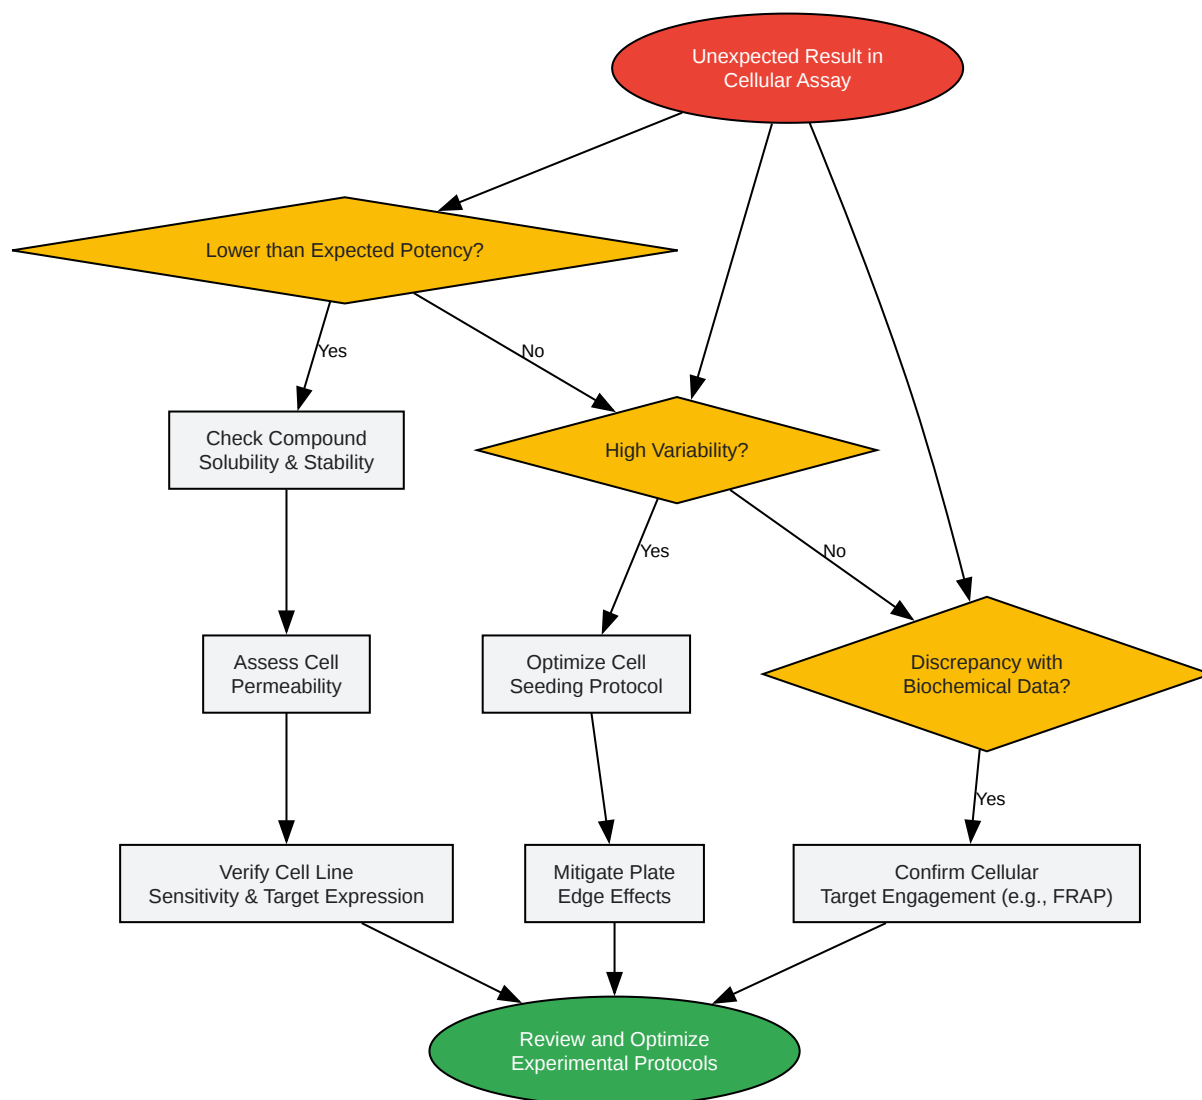 Unexpected Result in
Cellular Assay
Lower than Expected Potency?
Yes
No
Check Compound
Solubility & Stability
High Variability?
Yes
No
Assess Cell
Permeability
Optimize Cell
Seeding Protocol
Discrepancy with
Biochemical Data?
Yes
Verify Cell Line
Sensitivity & Target Expression
Mitigate Plate
Edge Effects
Confirm Cellular
Target Engagement (e.g., FRAP)
Review and Optimize
Experimental Protocols